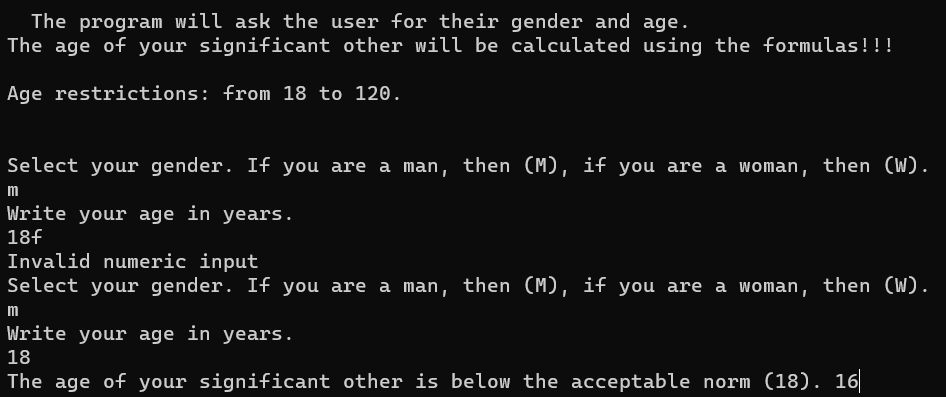 The program will ask the user for their gender and age.
The age of your significant other will be calculated using the formulas!!!
Age restrictions: from 18 to 120.
Select your gender. If you are a man, then (M), if you are a woman, then (W).
m
Write your age in years.
18f
Invalid numeric input
Select your gender. If you are a man, then (M), if you are a woman, then (W).
m
Write your age in years.
18
The age of your significant other is below the acceptable norm (18). 16